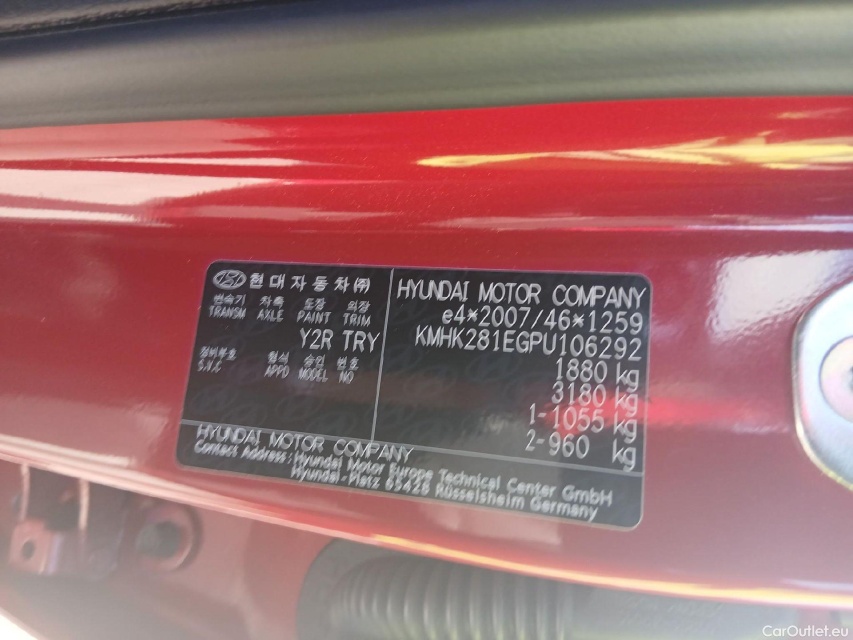 현대자동차㈜
변속기 차축 도장 의장
TRANSM AXLE PAINT TRIM
Y2R TRY
정비부호 형식 승인 번호
S.V.C APPD MODEL NO
HYUNDAI MOTOR COMPANY
e4*2007/46*1259
KMHK281EGPU106292
1880 kg
3180 kg
1-1055 kg
2-960 kg
HYUNDAI MOTOR COMPANY
Contact Address : Hyundai Motor Europe Technical Center GmbH
Hyundai-Platz 65428 Rüsselsheim Germany
CarOutlet.eu